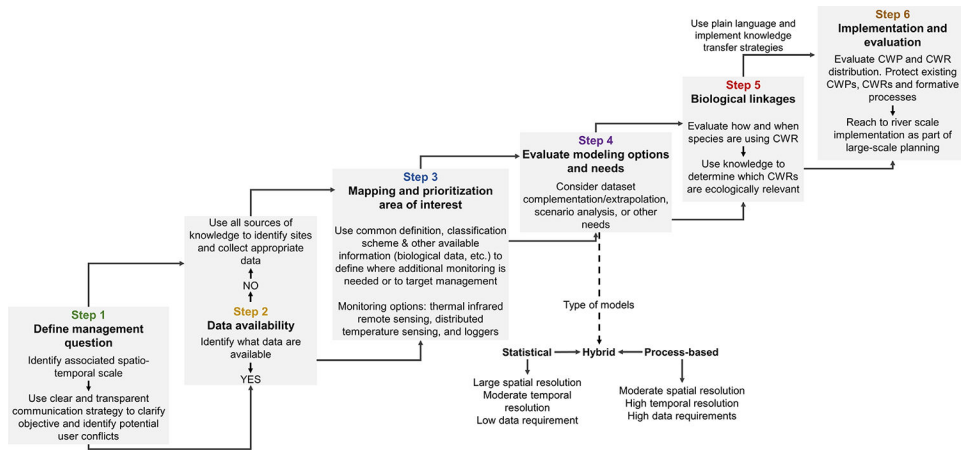 Step 1
Define management
question
Identify associated spatio-
temporal scale
Use clear and transparent
communication strategy to clarify
objective and identify potential
user conflicts
Use all sources of
knowledge to identify sites
and collect appropriate
data
NO
Step 2
Data availability
Identify what data are
available
YES
Step 3
Mapping and prioritization
area of interest
Use common definition, classification
scheme & other available
information (biological data, etc.) to
define where additional monitoring is
needed or to target management
Monitoring options: thermal infrared
remote sensing, distributed
temperature sensing, and loggers
Step 4
Evaluate modeling options
and needs
Consider dataset
complementation/extrapolation,
scenario analysis, or other
needs
Type of models
Statistical
Hybrid
Process-based
Large spatial resolution
Moderate temporal
resolution
Low data requirement
Moderate spatial resolution
High temporal resolution
High data requirements
Step 5
Biological linkages
Evaluate how and when
species are using CWR
Use knowledge to
determine which CWRs
are ecologically relevant
Use plain language and
implement knowledge
transfer strategies
Step 6
Implementation and
evaluation
Evaluate CWP and CWR
distribution. Protect existing
CWPs, CWRs and formative
processes
Reach to river scale
implementation as part of
large-scale planning